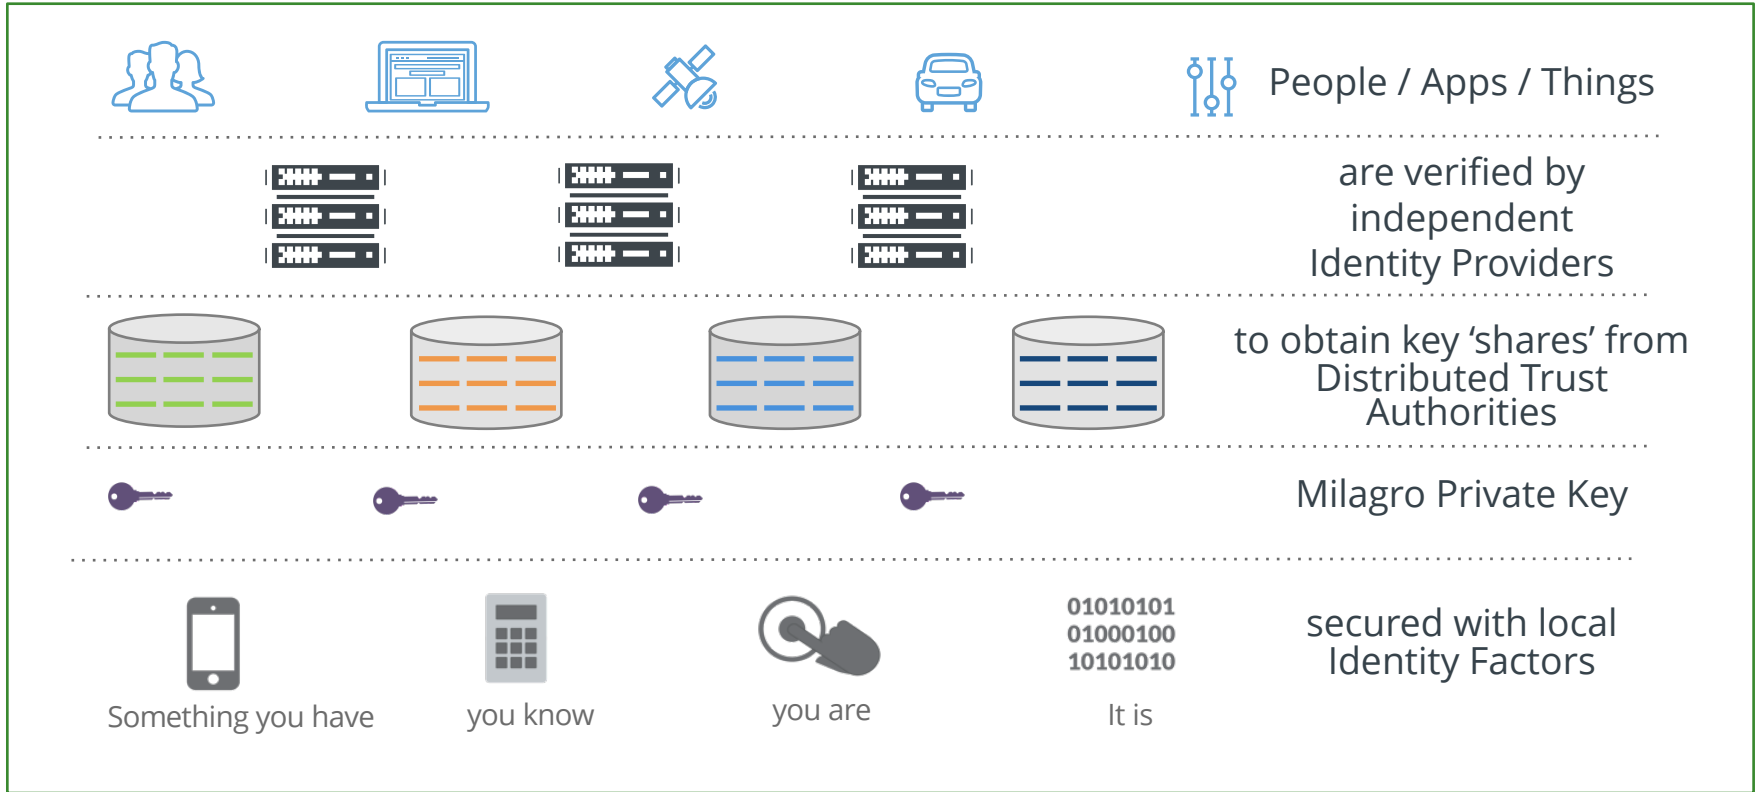 People / Apps / Things
are verified by
independent
Identity Providers
to obtain key ‘shares’ from
Distributed Trust
Authorities
Milagro Private Key
01010101
01000100
10101010
secured with local
Identity Factors
Something you have
you know
you are
It is